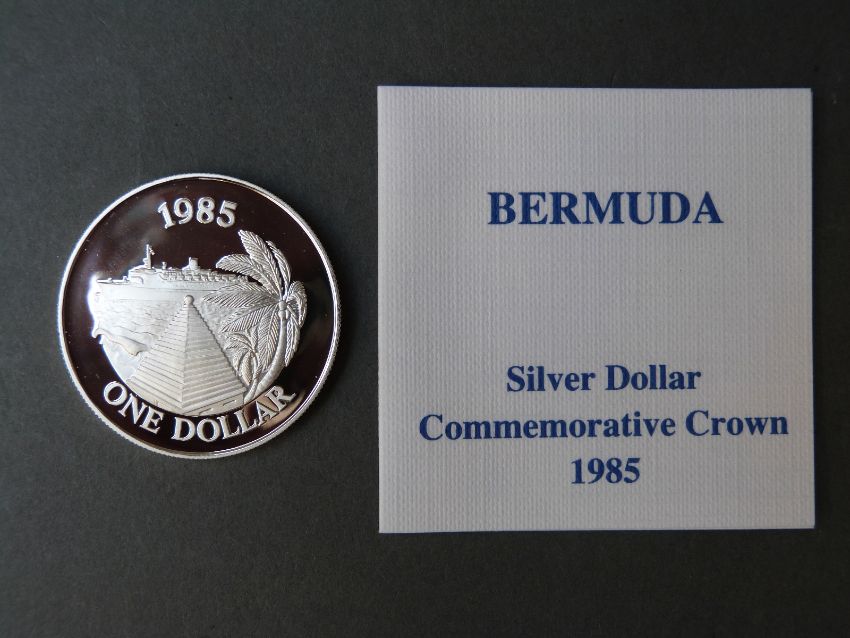 1985
ONE DOLLAR
BERMUDA
Silver Dollar
Commemorative Crown
1985